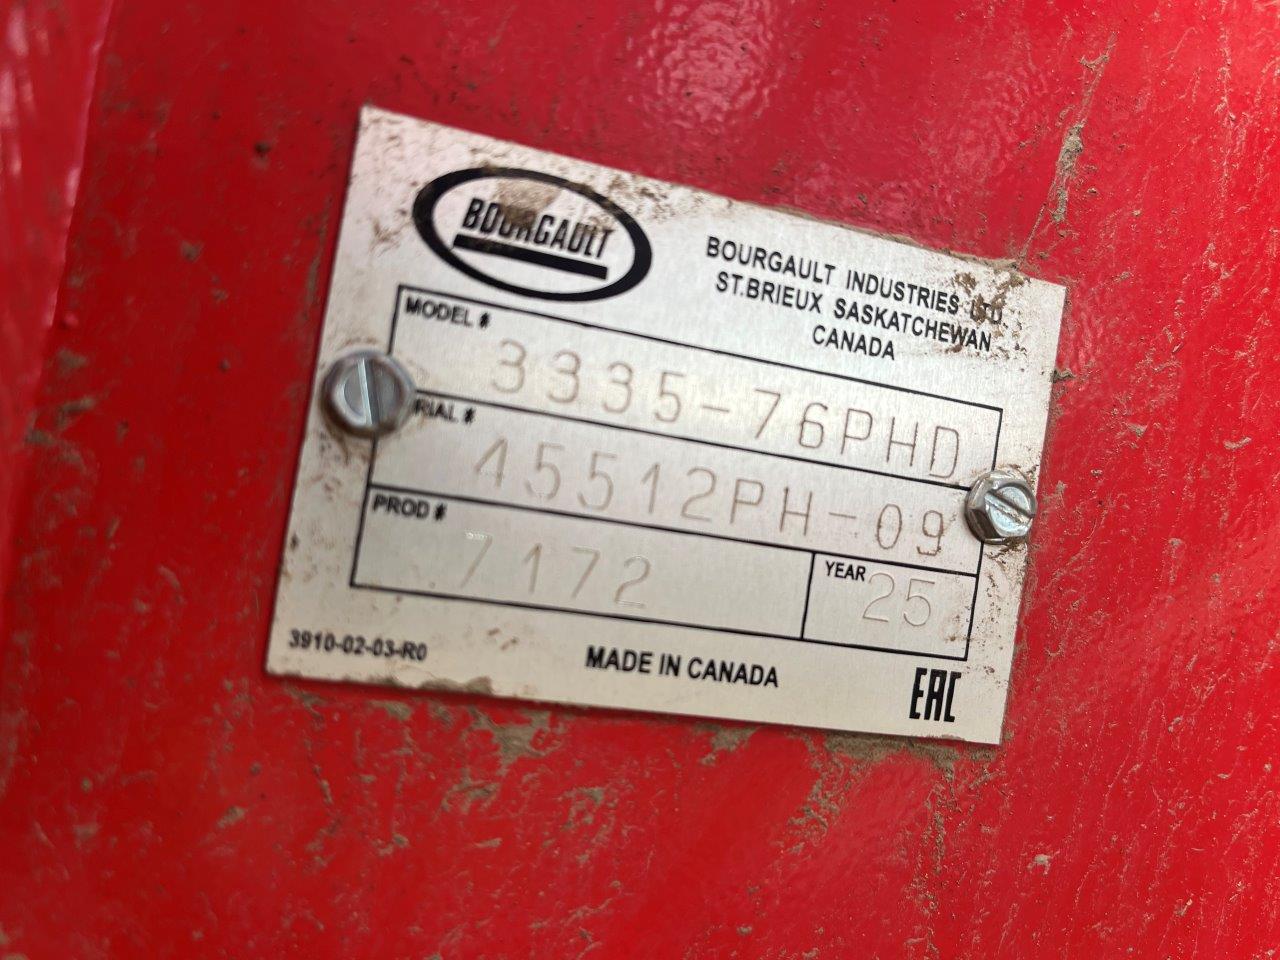 BOURGAULT
BOURGAULT INDUSTRIES LTD
ST.BRIEUX SASKATCHEWAN
CANADA
MODEL #
3335-76PHD
RIAL #
45512PH-09
PROD #
7172
YEAR
25
3910-02-03-R0
MADE IN CANADA
EAC